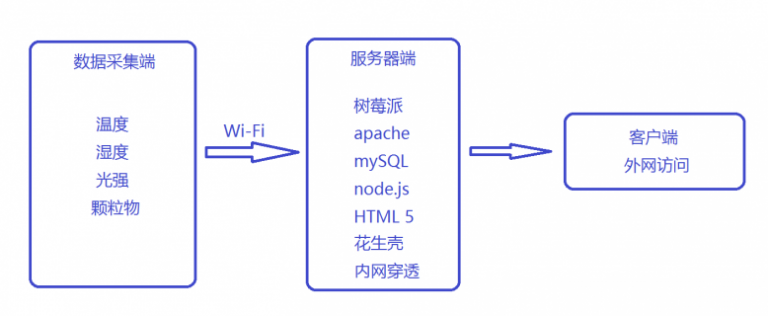 数据采集端
温度
湿度
光强
颗粒物
Wi-Fi
服务器端
树莓派
apache
mySQL
node.js
HTML 5
花生壳
内网穿透
客户端
外网访问